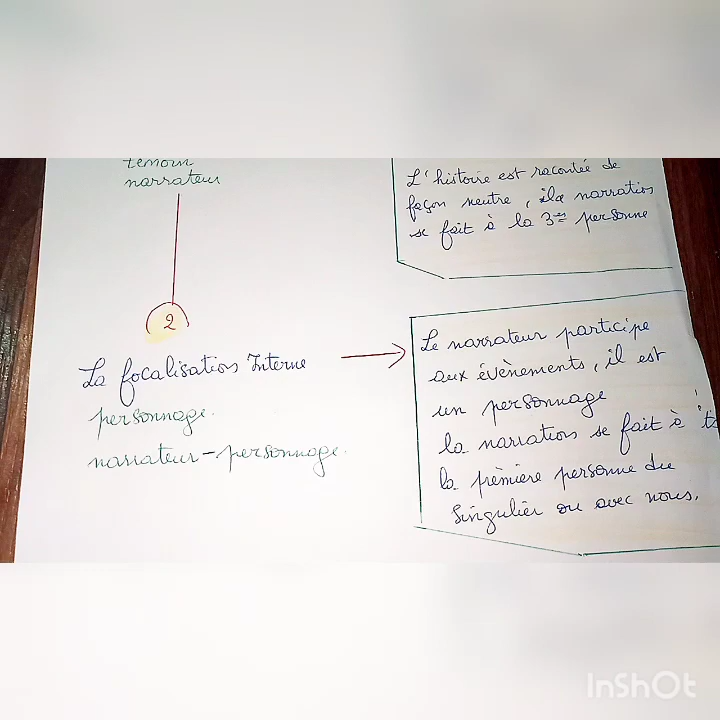 temoin
narrateur
L'histoire est racontée de
façon neutre, la narration
se fait à la 3ème personne
2
La focalisation Interne
personnage.
narrateur-personnage.
Le narrateur participe
aux évènements, il est
un personnage
la narration se fait à
la prèmière personne du
singulier ou avec nous.
InShOt